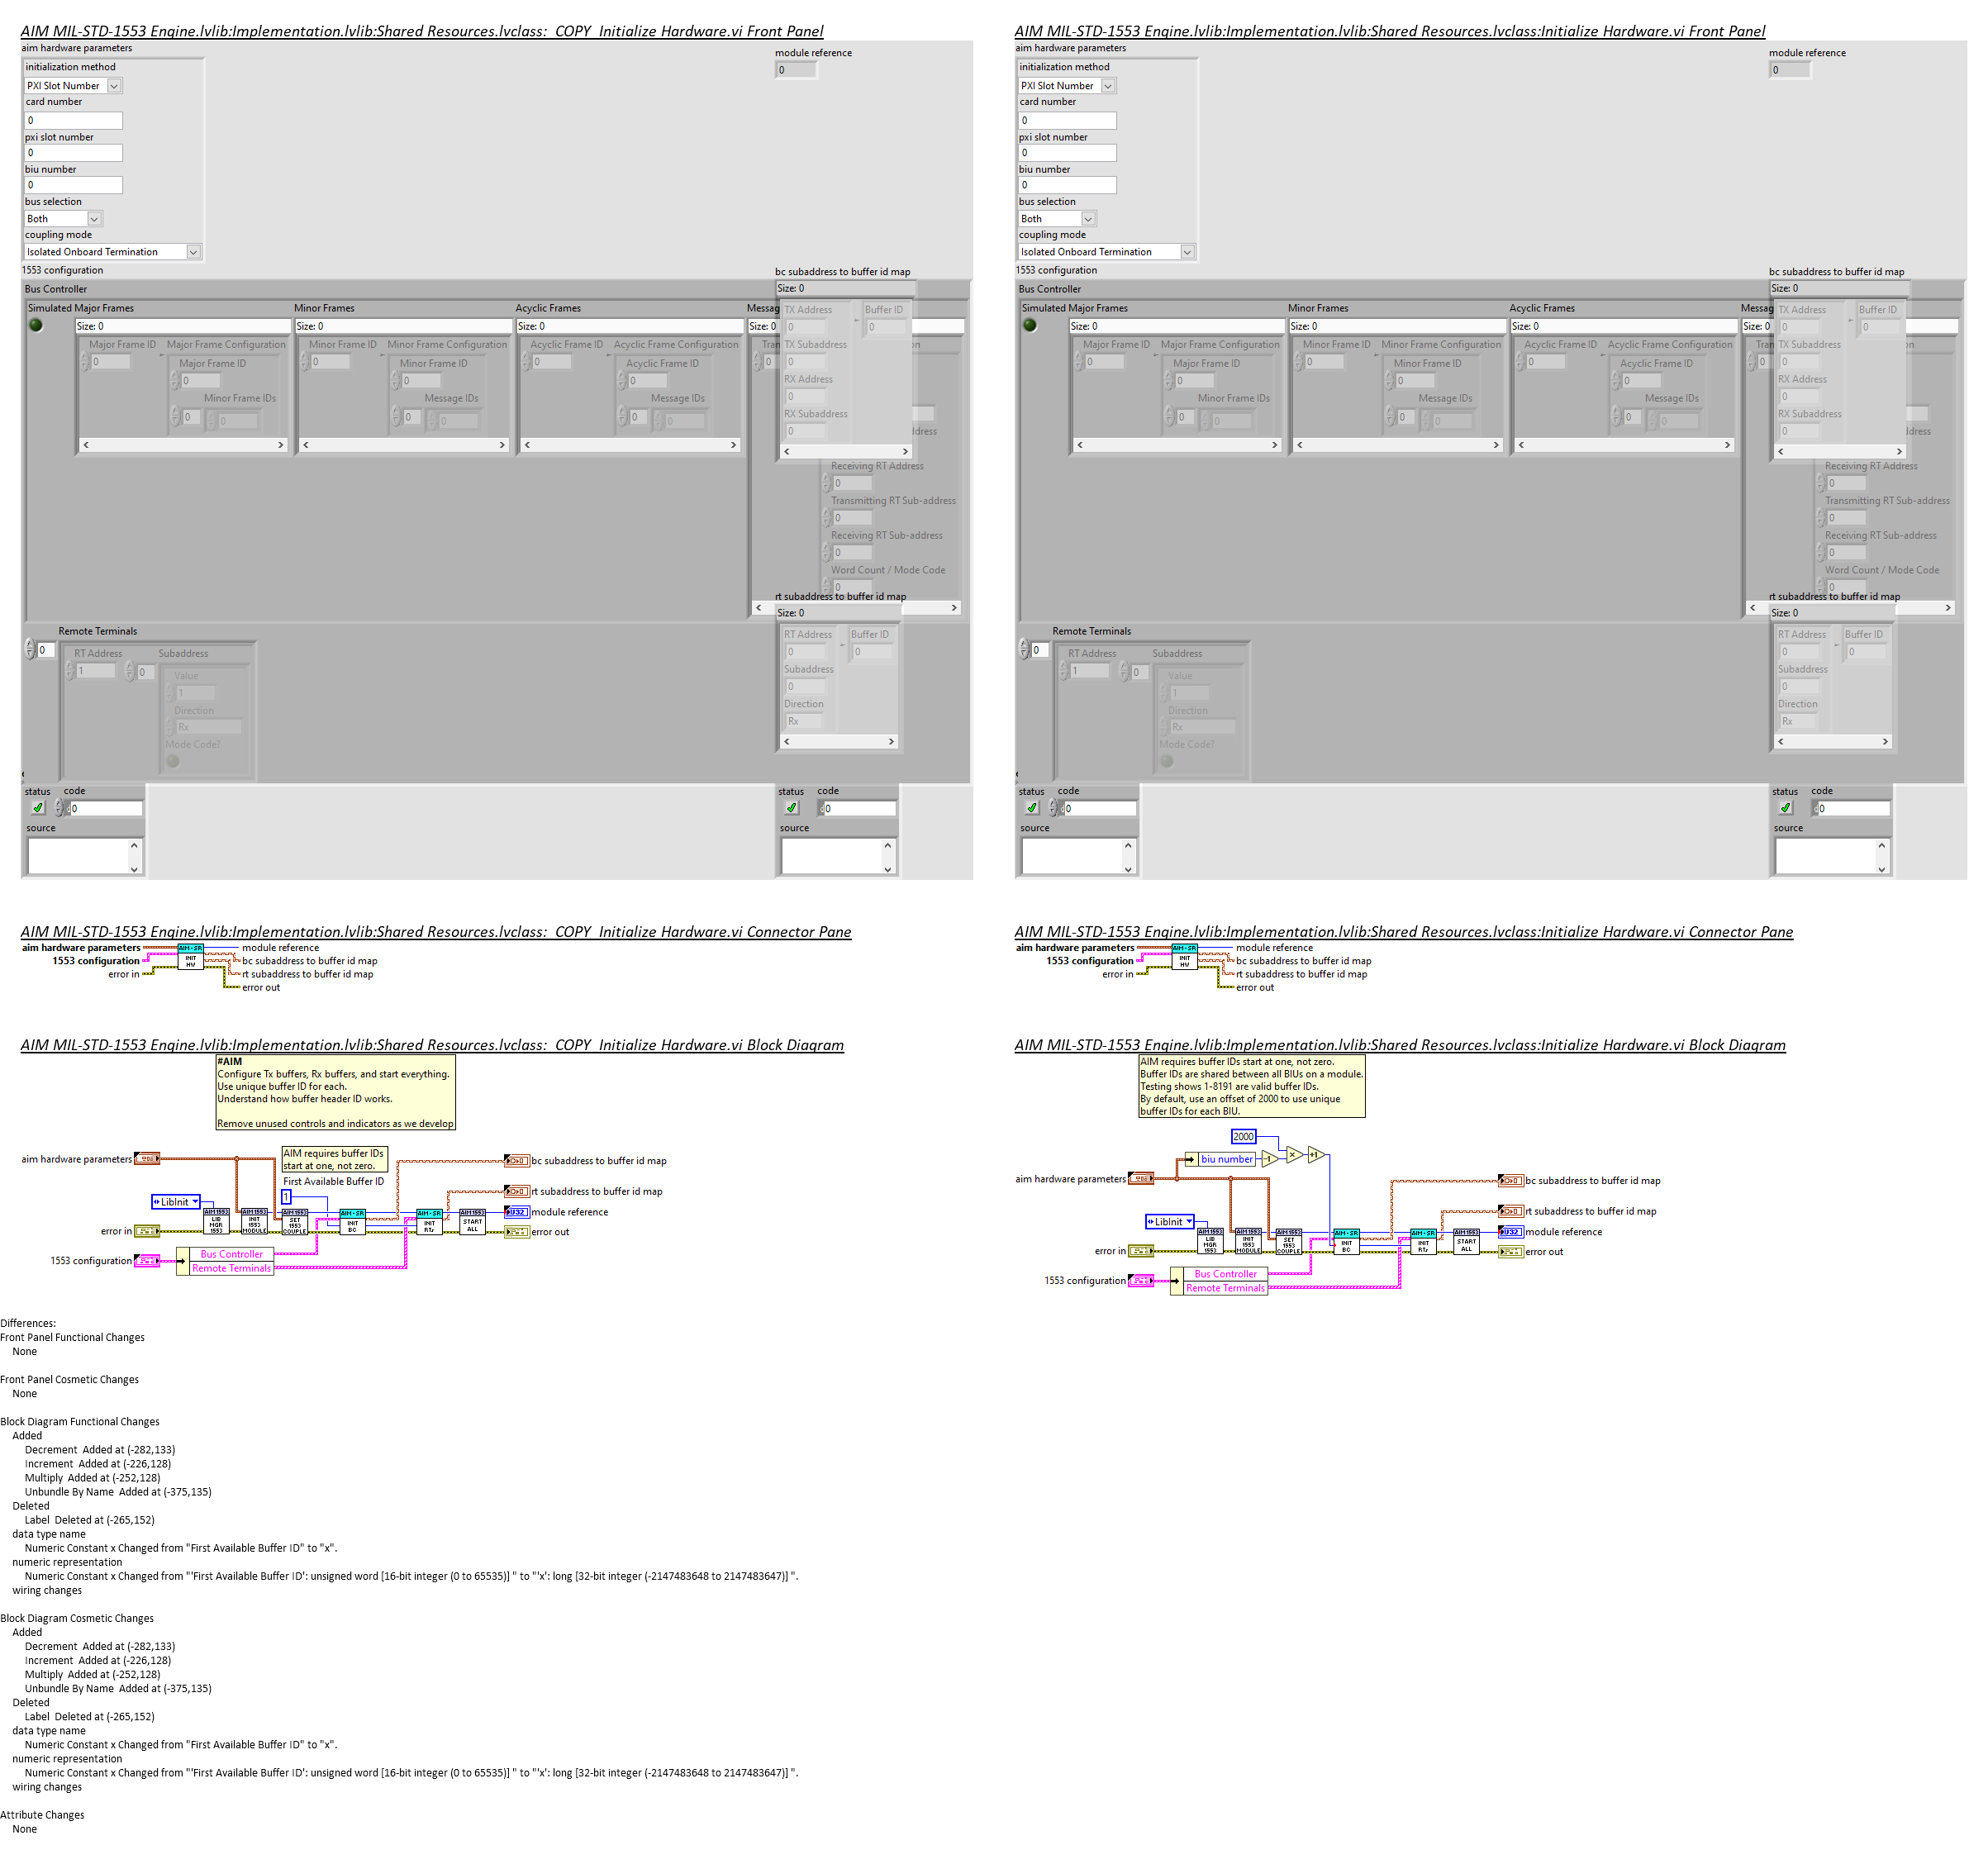 AIM MIL-STD-1553 Engine.lvlib:Implementation.lvlib:Shared Resources.lvclass:_COPY_Initialize Hardware.vi Front Panel
aim hardware parameters
initialization method
PXI Slot Number
card number
0
pxi slot number
0
biu number
0
bus selection
Both
coupling mode
Isolated Onboard Termination
module reference
0
1553 configuration
Bus Controller
Simulated Major Frames
Size: 0
Major Frame ID
0
Major Frame Configuration
Major Frame ID
0
Minor Frame IDs
0
0
Minor Frames
Size: 0
Minor Frame ID
0
Minor Frame Configuration
Minor Frame ID
0
Message IDs
0
0
Acyclic Frames
Size: 0
Acyclic Frame ID
0
Acyclic Frame Configuration
Acyclic Frame ID
0
Message IDs
0
0
Messag
Size: 0
bc subaddress to buffer id map
Size: 0
TX Address
0
TX Subaddress
0
RX Address
0
RX Subaddress
0
Buffer ID
0
Receiving RT Address
0
Transmitting RT Sub-address
0
Receiving RT Sub-address
0
Word Count / Mode Code
0
rt subaddress to buffer id map
Size: 0
RT Address
0
Subaddress
0
Direction
Rx
Buffer ID
0
Remote Terminals
0
RT Address
1
Subaddress
0
Value
1
Direction
Rx
Mode Code?
status code
0
source
status code
0
source
AIM MIL-STD-1553 Engine.lvlib:Implementation.lvlib:Shared Resources.lvclass:Initialize Hardware.vi Front Panel
aim hardware parameters
initialization method
PXI Slot Number
card number
0
pxi slot number
0
biu number
0
bus selection
Both
coupling mode
Isolated Onboard Termination
module reference
0
1553 configuration
Bus Controller
Simulated Major Frames
Size: 0
Major Frame ID
0
Major Frame Configuration
Major Frame ID
0
Minor Frame IDs
0
0
Minor Frames
Size: 0
Minor Frame ID
0
Minor Frame Configuration
Minor Frame ID
0
Message IDs
0
0
Acyclic Frames
Size: 0
Acyclic Frame ID
0
Acyclic Frame Configuration
Acyclic Frame ID
0
Message IDs
0
0
Messag
Size: 0
bc subaddress to buffer id map
Size: 0
TX Address
0
TX Subaddress
0
RX Address
0
RX Subaddress
0
Buffer ID
0
Receiving RT Address
0
Transmitting RT Sub-address
0
Receiving RT Sub-address
0
Word Count / Mode Code
0
rt subaddress to buffer id map
Size: 0
RT Address
0
Subaddress
0
Direction
Rx
Buffer ID
0
Remote Terminals
0
RT Address
1
Subaddress
0
Value
1
Direction
Rx
Mode Code?
status code
0
source
status code
0
source
AIM MIL-STD-1553 Engine.lvlib:Implementation.lvlib:Shared Resources.lvclass:_COPY_Initialize Hardware.vi Connector Pane
aim hardware parameters
1553 configuration
error in
AIM - SR
INIT
HW
module reference
bc subaddress to buffer id map
rt subaddress to buffer id map
error out
AIM MIL-STD-1553 Engine.lvlib:Implementation.lvlib:Shared Resources.lvclass:Initialize Hardware.vi Connector Pane
aim hardware parameters
1553 configuration
error in
AIM - SR
INIT
HW
module reference
bc subaddress to buffer id map
rt subaddress to buffer id map
error out
AIM MIL-STD-1553 Engine.lvlib:Implementation.lvlib:Shared Resources.lvclass:_COPY_Initialize Hardware.vi Block Diagram
#AIM
Configure Tx buffers, Rx buffers, and start everything.
Use unique buffer ID for each.
Understand how buffer header ID works.
Remove unused controls and indicators as we develop
AIM requires buffer IDs
start at one, not zero.
First Available Buffer ID
1
aim hardware parameters
LibInit
error in
1553 configuration
AIM1553 LIB MGR 1553
AIM1553 INIT 1553 MODULE
AIM1553 SET 1553 COUPLE
AIM-SR INIT BC
AIM-SR INIT RTs
AIM1553 START ALL
Bus Controller
Remote Terminals
bc subaddress to buffer id map
rt subaddress to buffer id map
U32 module reference
error out
AIM MIL-STD-1553 Engine.lvlib:Implementation.lvlib:Shared Resources.lvclass:Initialize Hardware.vi Block Diagram
AIM requires buffer IDs start at one, not zero.
Buffer IDs are shared between all BIUs on a module.
Testing shows 1-8191 are valid buffer IDs.
By default, use an offset of 2000 to use unique
buffer IDs for each BIU.
2000
biu number
-1
x
+1
aim hardware parameters
LibInit
error in
1553 configuration
AIM1553 LIB MGR 1553
AIM1553 INIT 1553 MODULE
AIM1553 SET 1553 COUPLE
AIM-SR INIT BC
AIM-SR INIT RTs
AIM1553 START ALL
Bus Controller
Remote Terminals
bc subaddress to buffer id map
rt subaddress to buffer id map
U32 module reference
error out
Differences:
Front Panel Functional Changes
None
Front Panel Cosmetic Changes
None
Block Diagram Functional Changes
Added
Decrement  Added at (-282,133)
Increment  Added at (-226,128)
Multiply  Added at (-252,128)
Unbundle By Name  Added at (-375,135)
Deleted
Label  Deleted at (-265,152)
data type name
Numeric Constant x Changed from "First Available Buffer ID" to "x".
numeric representation
Numeric Constant x Changed from "'First Available Buffer ID': unsigned word [16-bit integer (0 to 65535)] " to "'x': long [32-bit integer (-2147483648 to 2147483647)] ".
wiring changes
Block Diagram Cosmetic Changes
Added
Decrement  Added at (-282,133)
Increment  Added at (-226,128)
Multiply  Added at (-252,128)
Unbundle By Name  Added at (-375,135)
Deleted
Label  Deleted at (-265,152)
data type name
Numeric Constant x Changed from "First Available Buffer ID" to "x".
numeric representation
Numeric Constant x Changed from "'First Available Buffer ID': unsigned word [16-bit integer (0 to 65535)] " to "'x': long [32-bit integer (-2147483648 to 2147483647)] ".
wiring changes
Attribute Changes
None